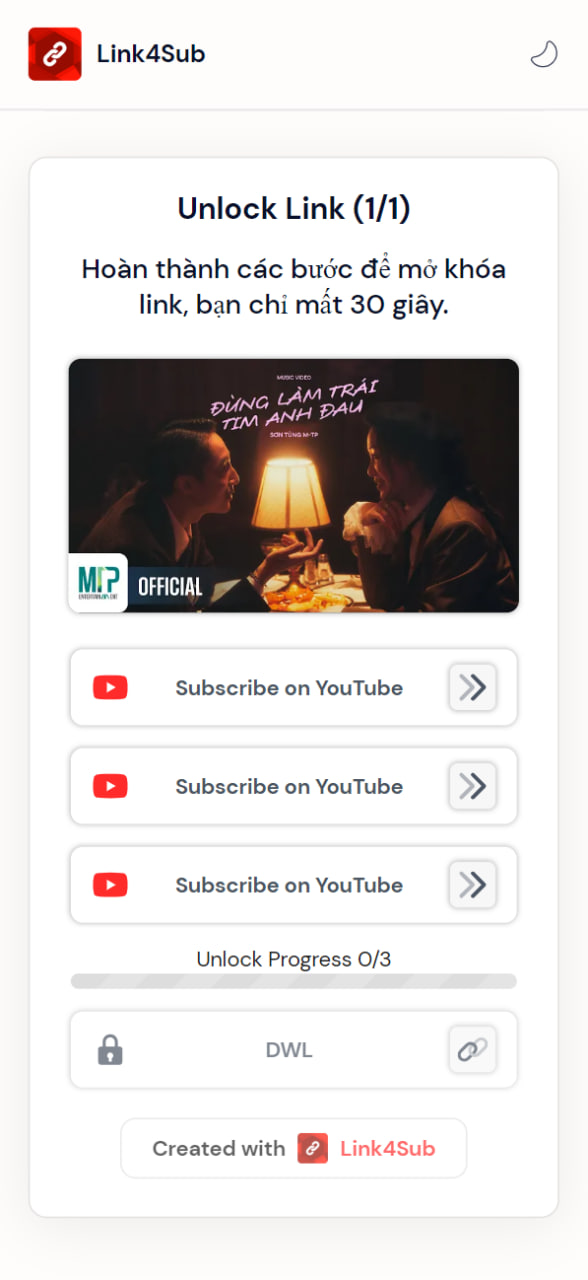 Link4Sub
Unlock Link (1/1)
Hoàn thành các bước để mở khóa
link, bạn chỉ mất 30 giây.
MUSIC VIDEO
ĐỪNG LÀM TRÁI
TIM ANH ĐAU
SƠN TÙNG M-TP
MTP
ENTERTAINMENT
OFFICIAL
Subscribe on YouTube
Subscribe on YouTube
Subscribe on YouTube
Unlock Progress 0/3
DWL
Created with Link4Sub